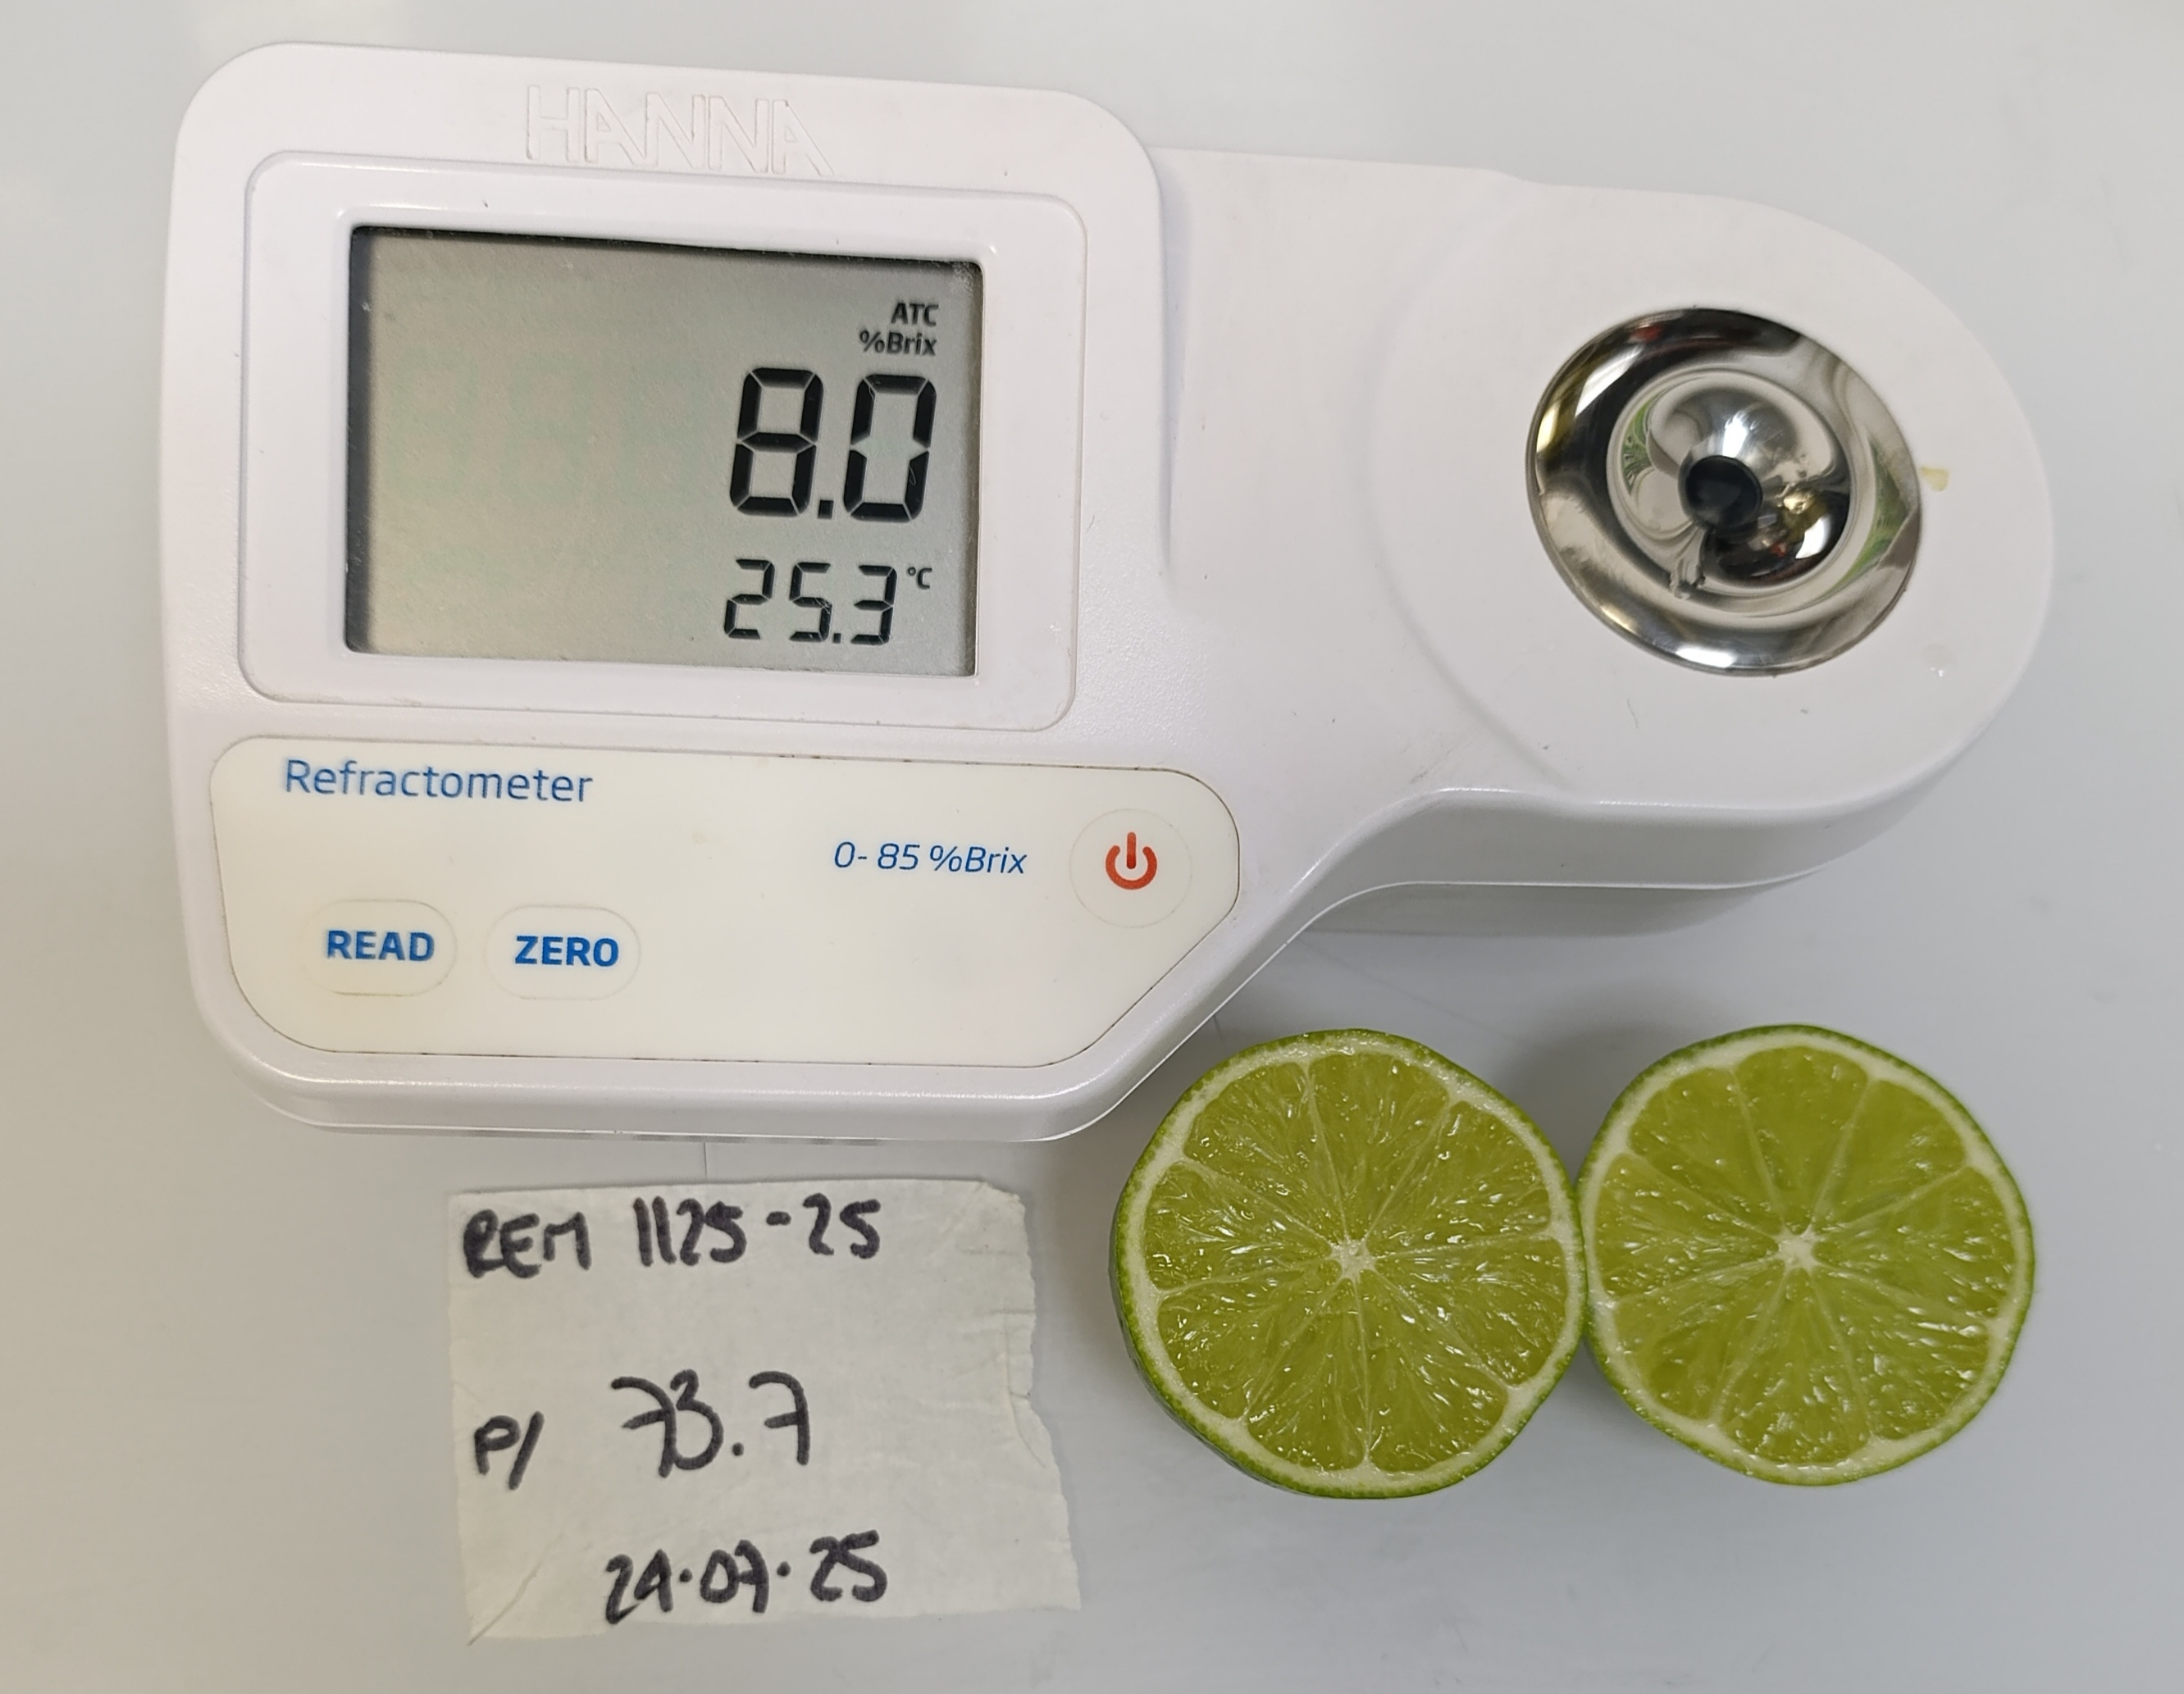 HANNA
ATC
%Brix
8.0
25.3 °C
Refractometer
0-85 %Brix
READ
ZERO
REM 1125-25
P/ 73.7
24.07.25